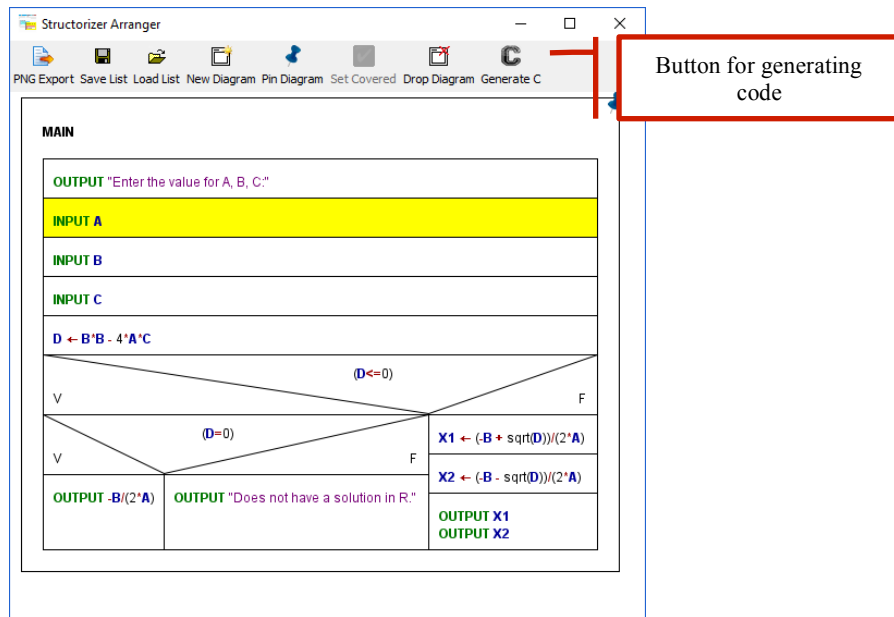 Structorizer Arranger
PNG Export Save List Load List New Diagram Pin Diagram Set Covered Drop Diagram Generate C
Button for generating
code
MAIN
OUTPUT "Enter the value for A, B, C:"
INPUT A
INPUT B
INPUT C
D ← B*B - 4*A*C
(D<=0)
V F
(D=0)
V F
OUTPUT -B/(2*A)
OUTPUT "Does not have a solution in R."
X1 ← (-B + sqrt(D))/(2*A)
X2 ← (-B - sqrt(D))/(2*A)
OUTPUT X1
OUTPUT X2